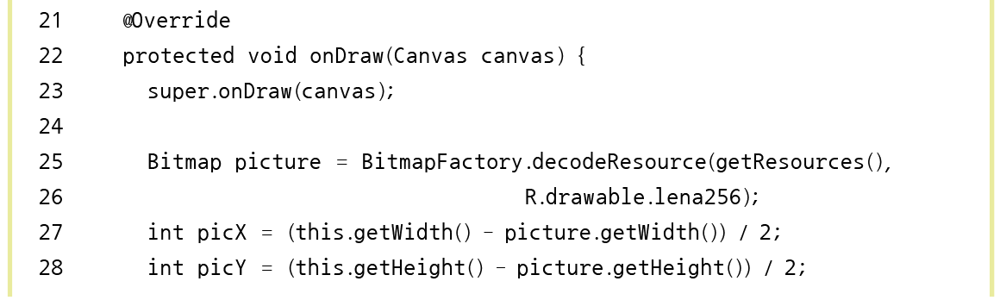 21 @Override
22 protected void onDraw(Canvas canvas) {
23 super.onDraw(canvas);
24
25 Bitmap picture = BitmapFactory.decodeResource(getResources(),
26 R.drawable.lena256);
27 int picX = (this.getWidth() - picture.getWidth()) / 2;
28 int picY = (this.getHeight() - picture.getHeight()) / 2;